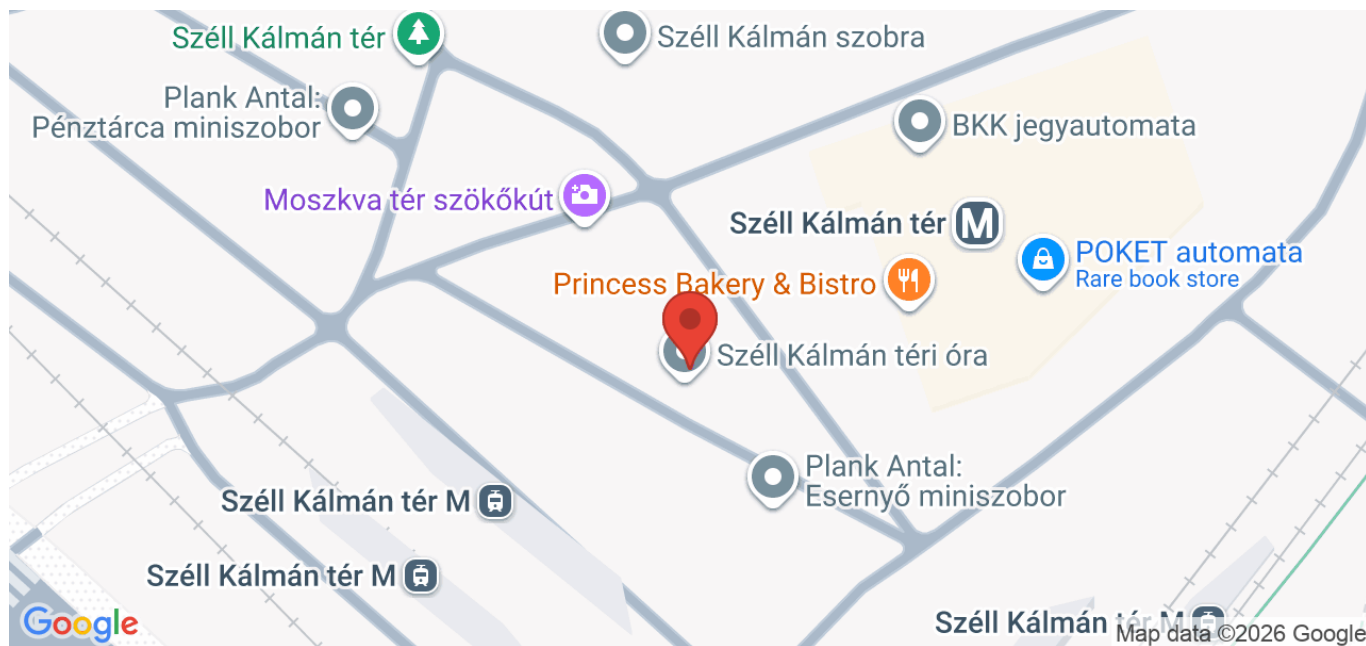 Széll Kálmán tér
Széll Kálmán szobra
Plank Antal:
Pénztárca miniszobor
BKK jegyautomata
Moszkva tér szökőkút
Széll Kálmán tér
M
POKET automata
Rare book store
Princess Bakery & Bistro
Széll Kálmán téri óra
Plank Antal:
Esernyő miniszobor
Széll Kálmán tér M
Széll Kálmán tér M
Széll Kálmán tér M
Google
Map data ©2026 Google